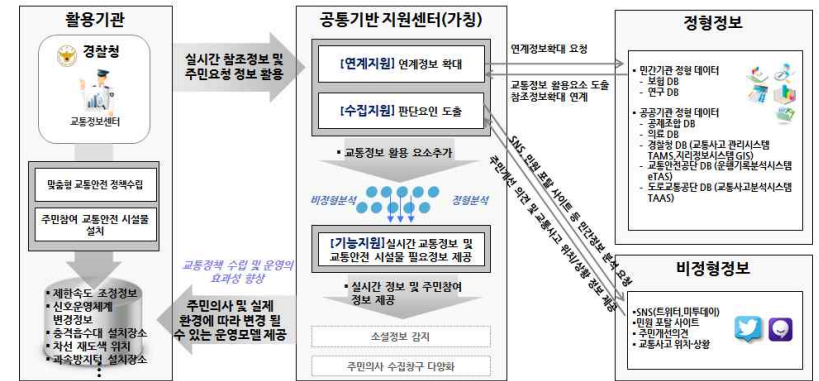 활용기관
경찰청
교통정보센터
맞춤형 교통안전 정책수립
주민참여 교통안전 시설물
설치
▪ 제한속도 조정정보
▪ 신호운영체계
변경정보
▪ 충격흡수대 설치장소
▪ 차선 재도색 위치
▪ 과속방지턱 설치장소
⋮
실시간 참조정보 및
주민요청 정보 활용
교통정책 수립 및 운영의
효과성 향상
주민의사 및 실제
환경에 따라 변경 될
수 있는 운영모델 제공
공통기반 지원센터(가칭)
[연계지원] 연계정보 확대
[수집지원] 판단요인 도출
▪ 교통정보 활용 요소추가
비정형분석
정형분석
[기능지원]실시간 교통정보 및
교통안전 시설물 필요정보 제공
▪ 실시간 정보 및 주민참여
정보 제공
소셜정보 감지
주민의사 수집창구 다양화
연계정보확대 요청
교통정보 활용요소 도출
참조정보확대 연계
SNS, 민원 포탈 사이트 등 민간정보 분석 요청
주민개선 의견 및 교통사고 위치/상황 정보 제공
정형정보
▪ 민간기관 정형 데이터
- 보험 DB
- 연구 DB
▪ 공공기관 정형 데이터
- 공제조합 DB
- 의료 DB
- 경찰청 DB (교통사고 관리시스템
TAMS,지리정보시스템 GIS)
- 교통안전공단 DB (운행기록분석시스템
eTAS)
- 도로교통공단 DB (교통사고분석시스템
TAAS)
비정형정보
▪SNS(트위터,미투데이)
▪민원 포탈 사이트
▪주민개선의견
▪교통사고 위치·상황